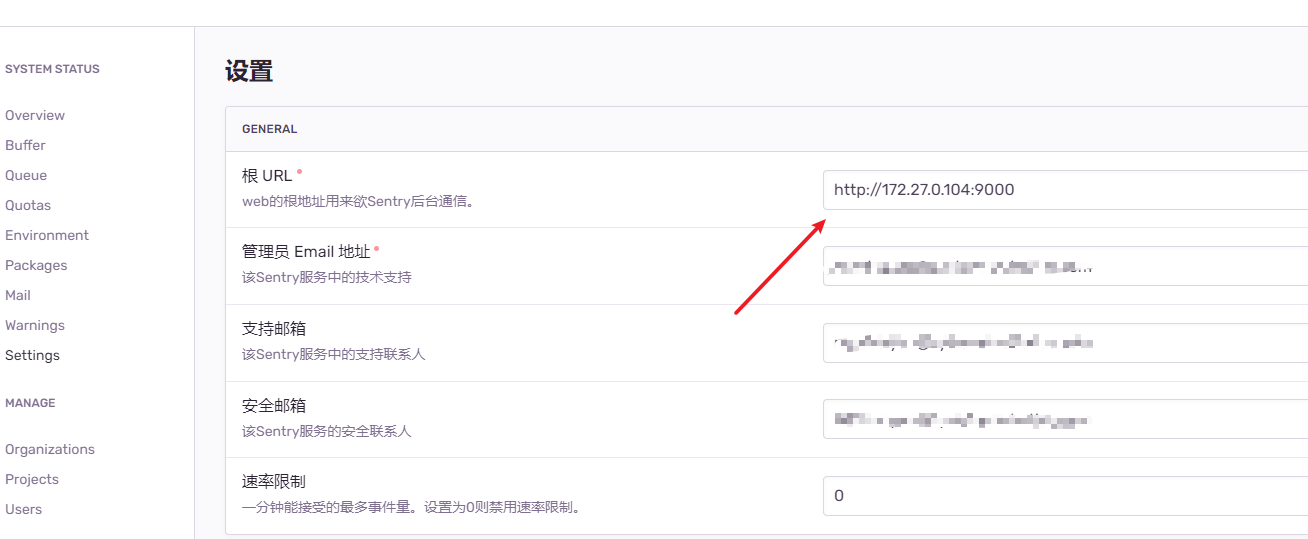 SYSTEM STATUS
Overview
Buffer
Queue
Quotas
Environment
Packages
Mail
Warnings
Settings
MANAGE
Organizations
Projects
Users
设置
GENERAL
根 URL
web的根地址用来欲Sentry后台通信。
http://172.27.0.104:9000
管理员 Email 地址
该Sentry服务中的技术支持
支持邮箱
该Sentry服务中的支持联系人
安全邮箱
该Sentry服务的安全联系人
速率限制
一分钟能接受的最多事件量。设置为0则禁用速率限制。
0